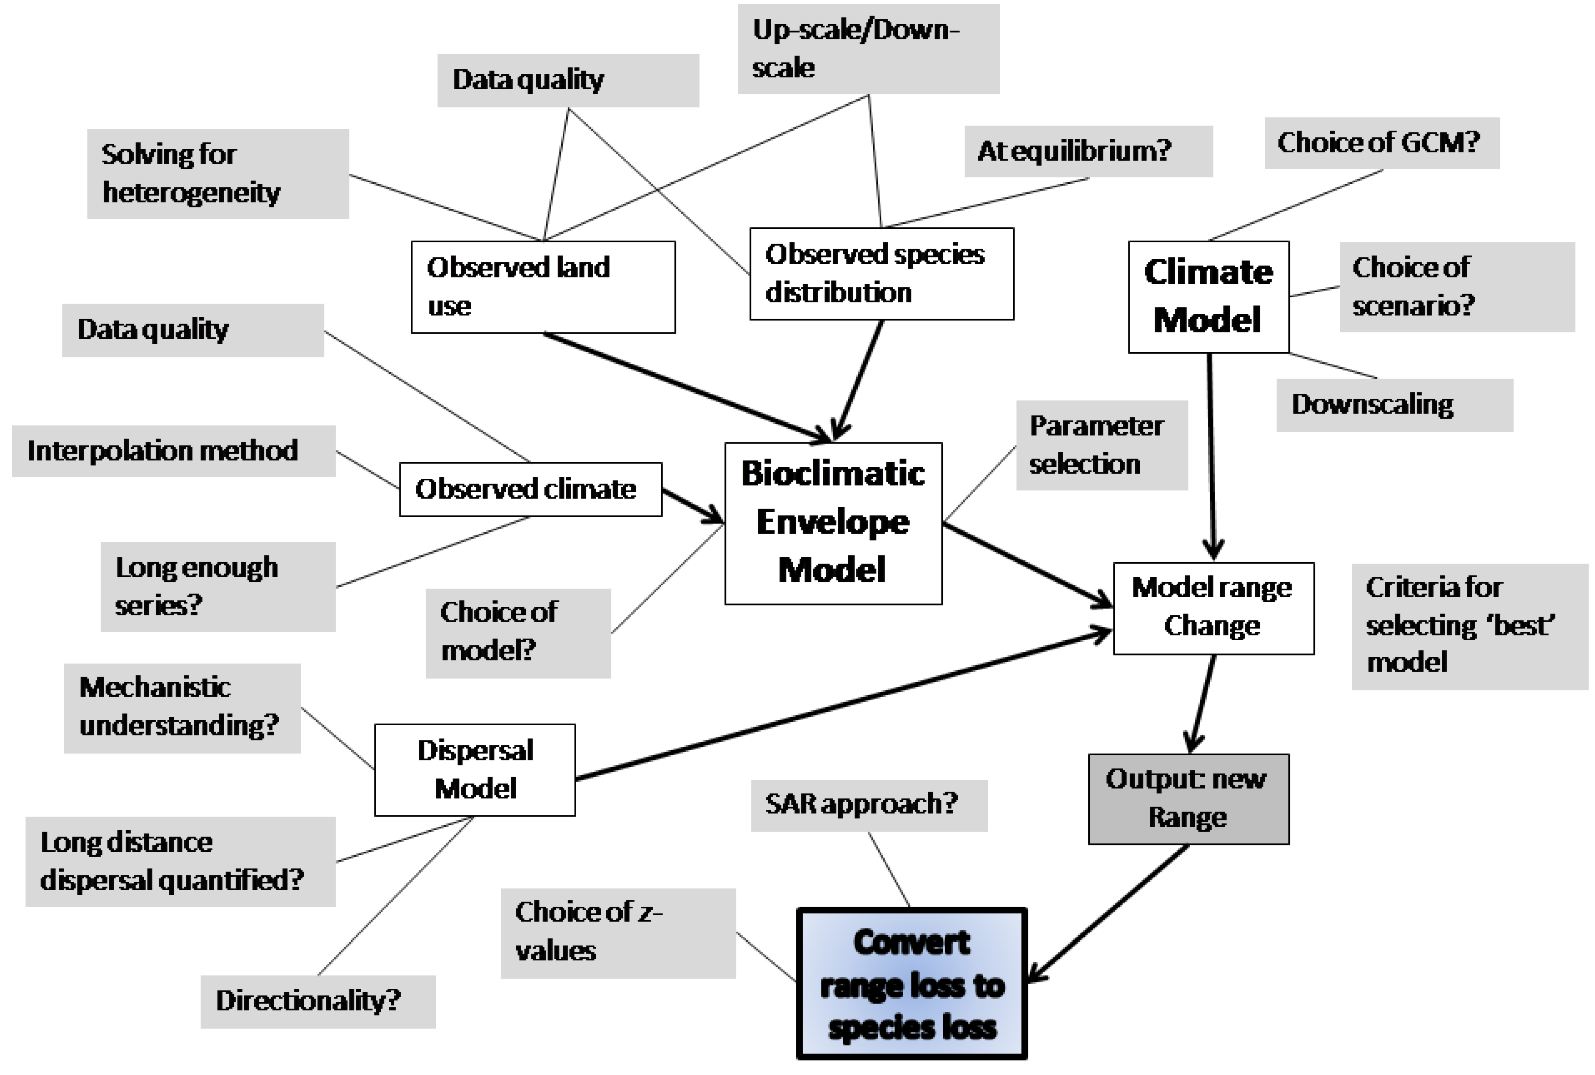 Up-scale/Down-
scale
Data quality
At equilibrium?
Choice of GCM?
Solving for
heterogeneity
Observed land
use
Observed species
distribution
Climate
Model
Choice of
scenario?
Data quality
Downscaling
Interpolation method
Observed climate
Bioclimatic
Envelope
Model
Parameter
selection
Long enough
series?
Choice of
model?
Model range
Change
Criteria for
selecting ‘best’
model
Mechanistic
understanding?
Dispersal
Model
Output: new
Range
SAR approach?
Long distance
dispersal quantified?
Choice of z-
values
Convert
range loss to
species loss
Directionality?